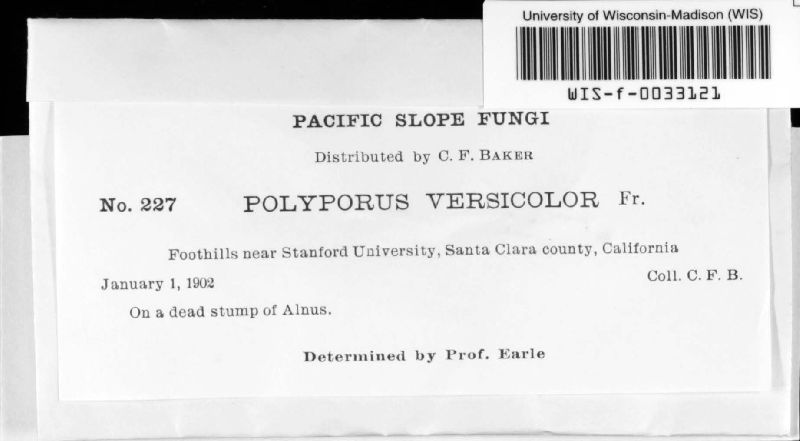 University of Wisconsin-Madison (WIS)
WIS-f-0033121
PACIFIC SLOPE FUNGI
Distributed by C. F. BAKER
No. 227 POLYPORUS VERSICOLOR Fr.
Foothills near Stanford University, Santa Clara county, California
January 1, 1902 Coll. C. F. B.
On a dead stump of Alnus.
Determined by Prof. Earle